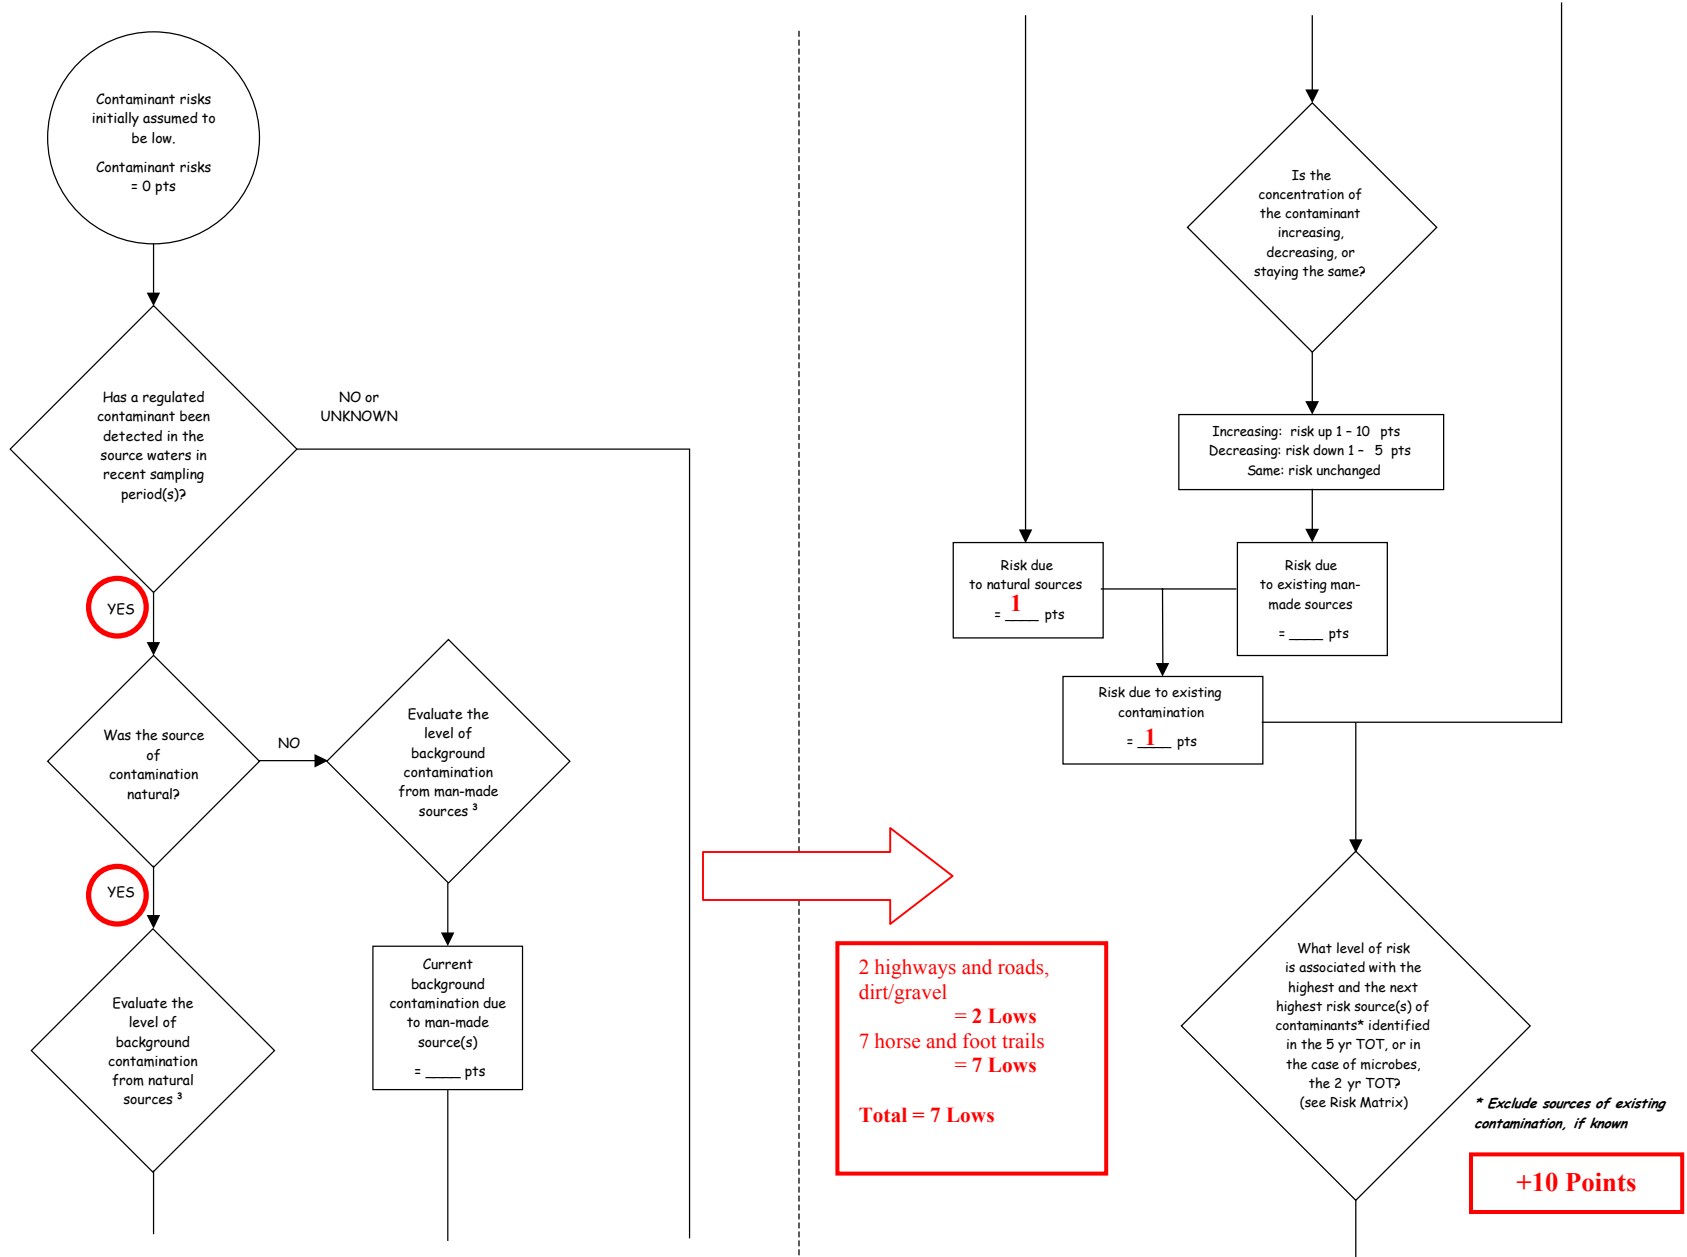 Contaminant risks
initially assumed to
be low.
Contaminant risks
= 0 pts
Has a regulated
contaminant been
detected in the
source waters in
recent sampling
period(s)?
NO or
UNKNOWN
YES
Was the source
of
contamination
natural?
NO
Evaluate the
level of
background
contamination
from man-made
sources ³
YES
Evaluate the
level of
background
contamination
from natural
sources ³
Current
background
contamination due
to man-made
source(s)
= ____ pts
Is the
concentration of
the contaminant
increasing,
decreasing, or
staying the same?
Increasing: risk up 1 – 10 pts
Decreasing: risk down 1 – 5 pts
Same: risk unchanged
Risk due
to natural sources
= 1 pts
Risk due
to existing man-
made sources
= ____ pts
Risk due to existing
contamination
= 1 pts
2 highways and roads,
dirt/gravel
= 2 Lows
7 horse and foot trails
= 7 Lows
Total = 7 Lows
What level of risk
is associated with the
highest and the next
highest risk source(s) of
contaminants* identified
in the 5 yr TOT, or in
the case of microbes,
the 2 yr TOT?
(see Risk Matrix)
* Exclude sources of existing
contamination, if known
+10 Points